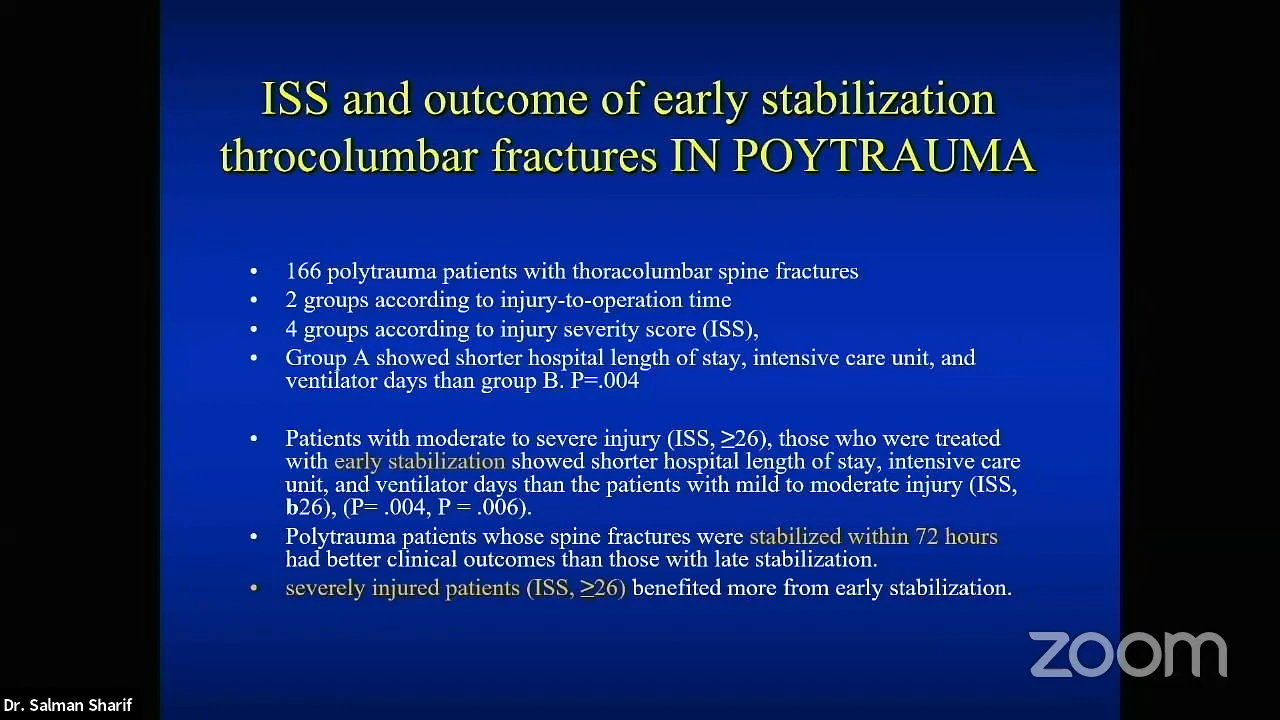 ISS and outcome of early stabilization
throcolumbar fractures IN POYTRAUMA
• 166 polytrauma patients with thoracolumbar spine fractures
• 2 groups according to injury-to-operation time
• 4 groups according to injury severity score (ISS),
• Group A showed shorter hospital length of stay, intensive care unit, and
ventilator days than group B. P=.004
• Patients with moderate to severe injury (ISS, ≥26), those who were treated
with early stabilization showed shorter hospital length of stay, intensive care
unit, and ventilator days than the patients with mild to moderate injury (ISS,
b26), (P= .004, P = .006).
• Polytrauma patients whose spine fractures were stabilized within 72 hours
had better clinical outcomes than those with late stabilization.
• severely injured patients (ISS, ≥26) benefited more from early stabilization.
zoom
Dr. Salman Sharif